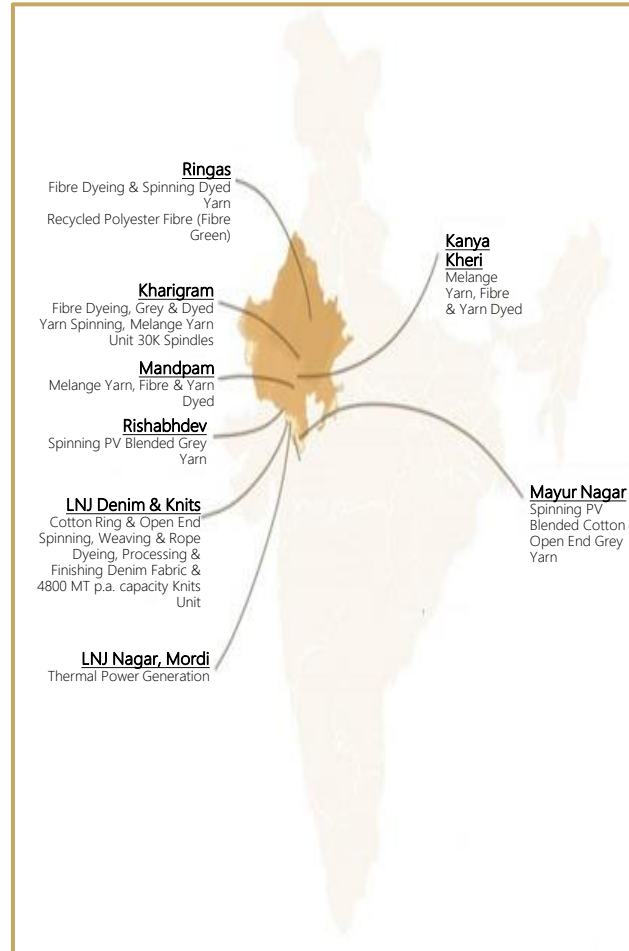 Ringas
Fibre Dyeing & Spinning Dyed
Yarn
Recycled Polyester Fibre (Fibre
Green)
Kanya
Kheri
Melange
Yarn, Fibre
& Yarn Dyed
Kharigram
Fibre Dyeing, Grey & Dyed
Yarn Spinning, Melange Yarn
Unit 30K Spindles
Mandpam
Melange Yarn, Fibre & Yarn
Dyed
Rishabhdev
Spinning PV Blended Grey
Yarn
LNJ Denim & Knits
Cotton Ring & Open End
Spinning, Weaving & Rope
Dyeing, Processing &
Finishing Denim Fabric &
4800 MT p.a. capacity Knits
Unit
Mayur Nagar
Spinning PV
Blended Cotton
Open End Grey
Yarn
LNJ Nagar, Mordi
Thermal Power Generation